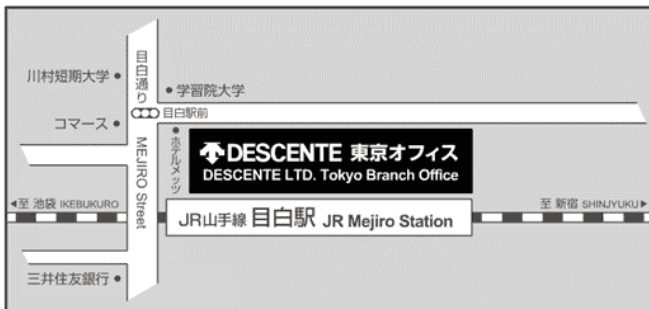 目白通り
MEJIRO Street
川村短期大学
学習院大学
目白駅前
コマース
ホテルメッツ
DESCENTE 東京オフィス
DESCENTE LTD. Tokyo Branch Office
◀至 池袋 IKEBUKURO
至 新宿 SHINJYUKU▶
JR山手線 目白駅 JR Mejiro Station
三井住友銀行